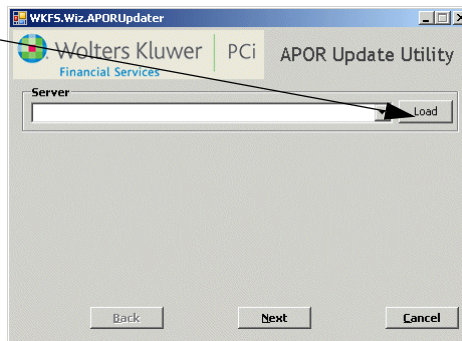 WKFS.Wiz.APORUpdater
Wolters Kluwer PCi APOR Update Utility
Financial Services
Server
Load
Back Next Cancel